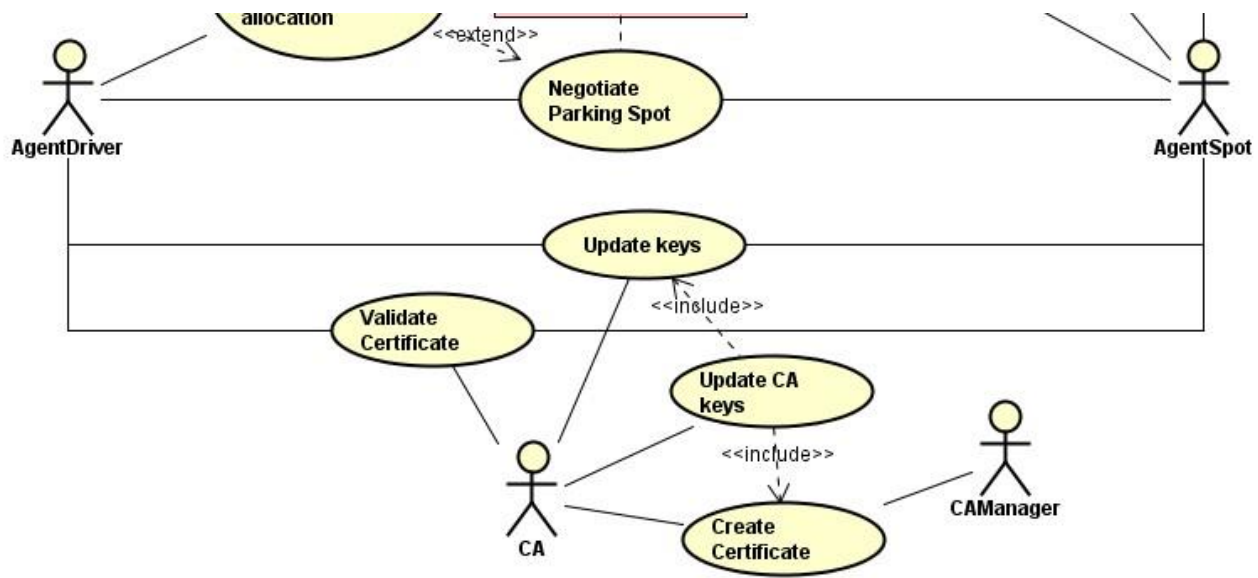 allocation
<<extend>>
Negotiate
Parking Spot
AgentDriver
AgentSpot
Update keys
<<include>>
Validate
Certificate
Update CA
keys
<<include>>
CAManager
Create
Certificate
CA